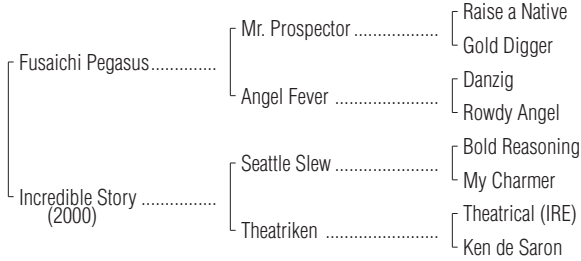 Raise a Native
Mr. Prospector ..................
Gold Digger
Fusaichi Pegasus ..............
Danzig
Angel Fever ......................
Rowdy Angel
Bold Reasoning
Seattle Slew ......................
My Charmer
Incredible Story ................
(2000)
Theatrical (IRE)
Theatriken ........................
Ken de Saron